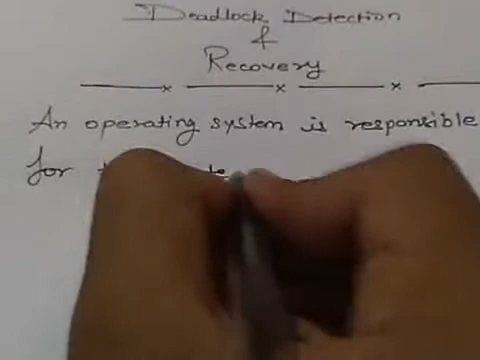 Deadlock Detection
&
Recovery
An operating system is responsible
for